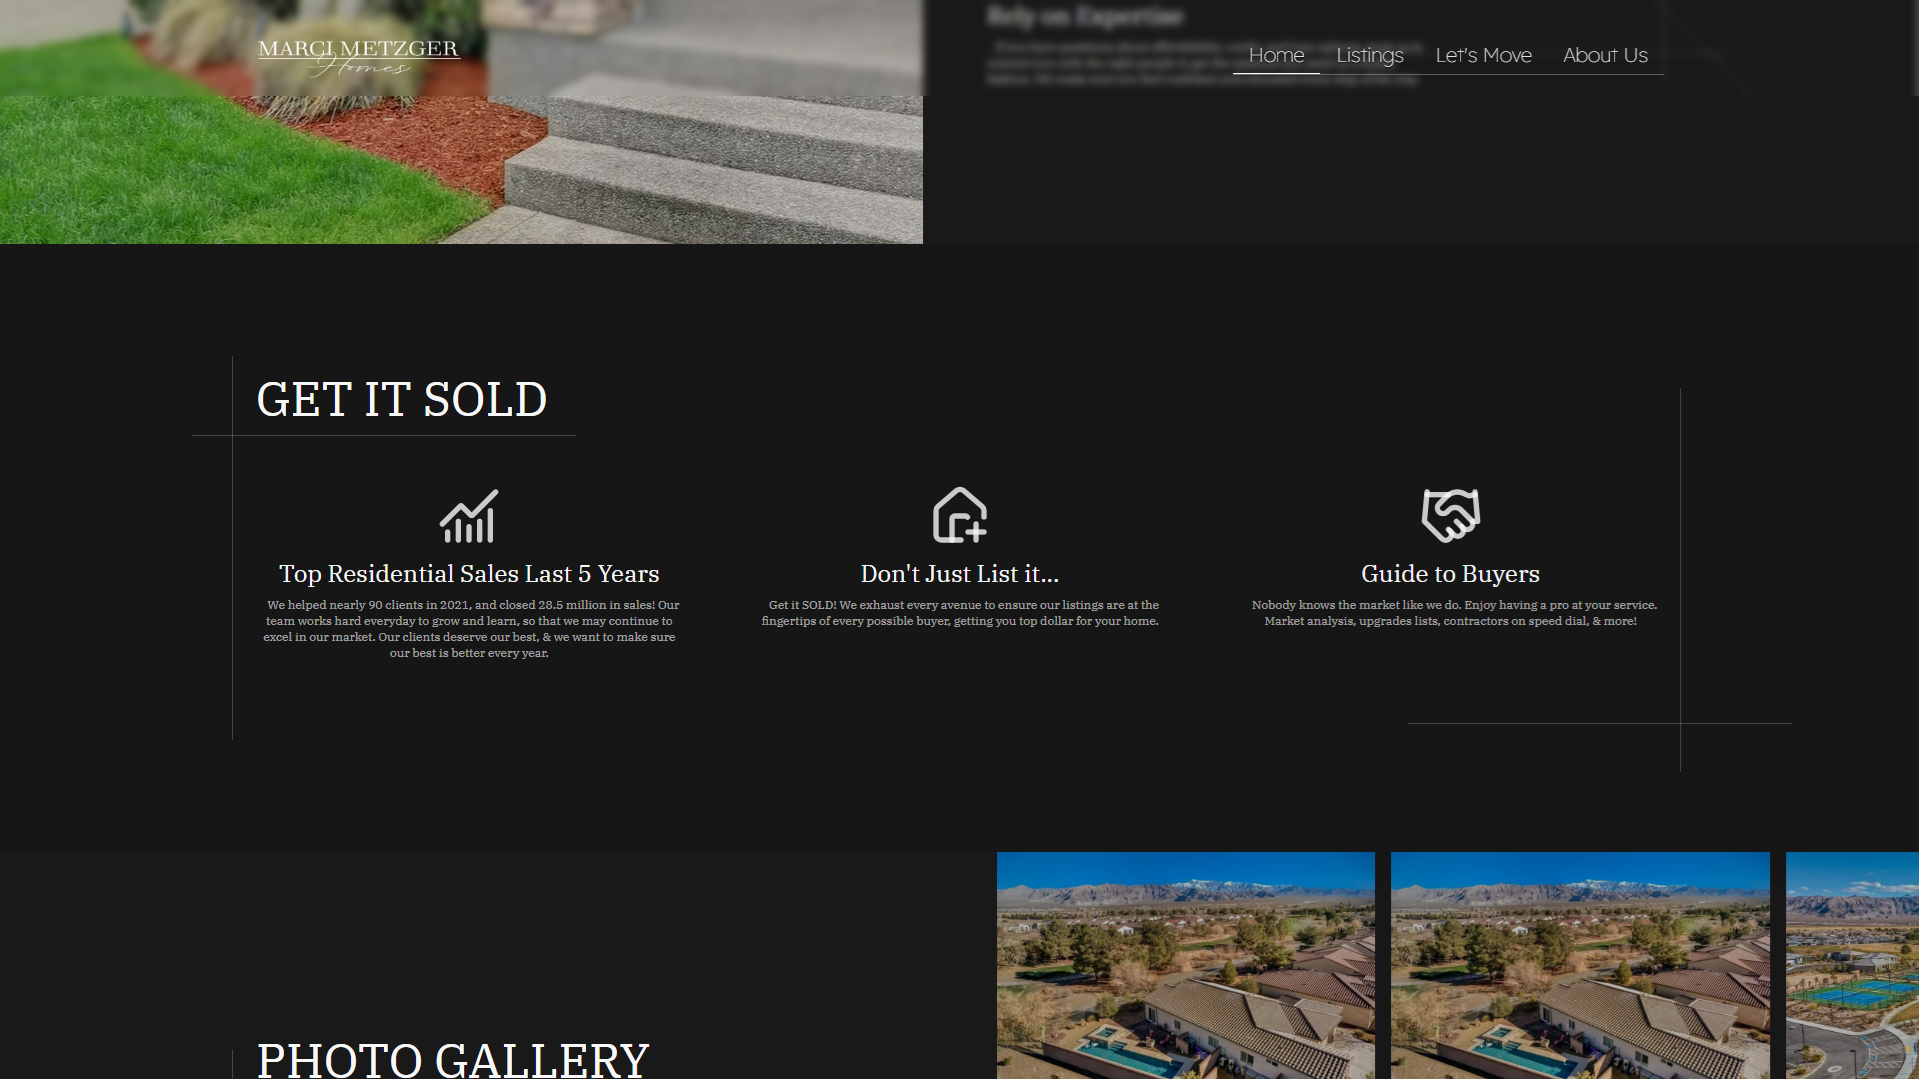 Rely on Expertise
MARCI METZGER
Homes
Home Listings Let's Move About Us
GET IT SOLD
Top Residential Sales Last 5 Years
We helped nearly 90 clients in 2021, and closed 28.5 million in sales! Our
team works hard everyday to grow and learn, so that we may continue to
excel in our market. Our clients deserve our best, & we want to make sure
our best is better every year.
Don't Just List it...
Get it SOLD! We exhaust every avenue to ensure our listings are at the
fingertips of every possible buyer, getting you top dollar for your home.
Guide to Buyers
Nobody knows the market like we do. Enjoy having a pro at your service.
Market analysis, upgrades lists, contractors on speed dial, & more!
PHOTO GALLERY